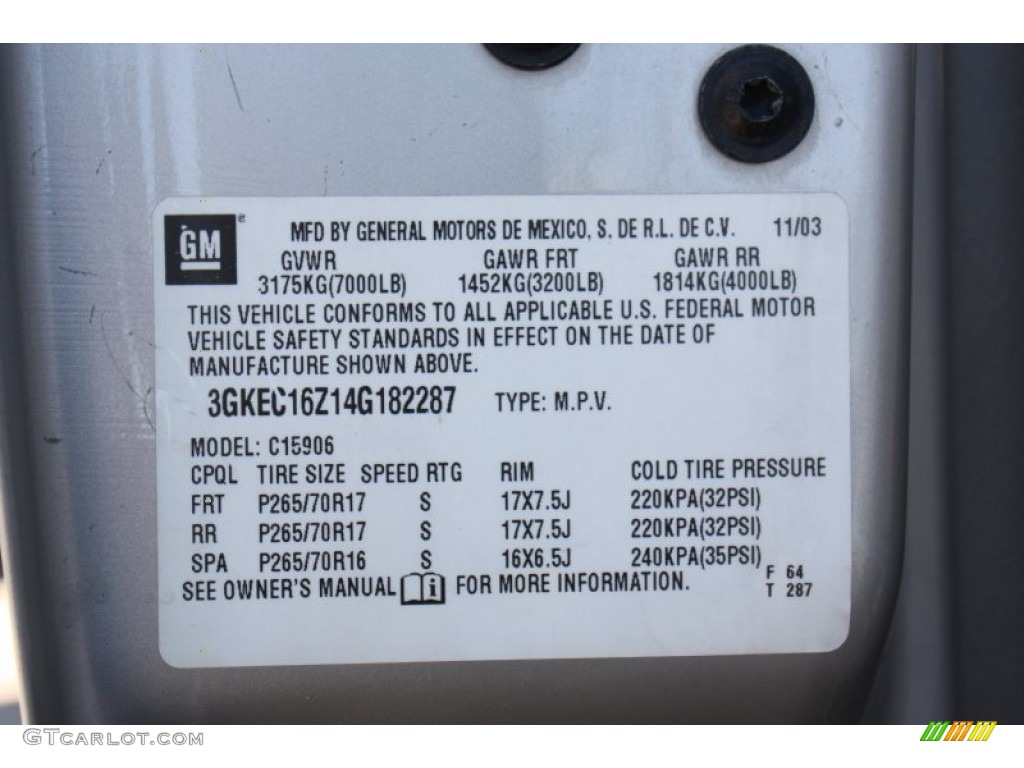 GM ® MFD BY GENERAL MOTORS DE MEXICO, S. DE R.L. DE C.V. 11/03
GVWR GAWR FRT GAWR RR
3175KG(7000LB) 1452KG(3200LB) 1814KG(4000LB)
THIS VEHICLE CONFORMS TO ALL APPLICABLE U.S. FEDERAL MOTOR
VEHICLE SAFETY STANDARDS IN EFFECT ON THE DATE OF
MANUFACTURE SHOWN ABOVE.
3GKEC16Z14G182287 TYPE: M.P.V.
MODEL: C15906
CPQL TIRE SIZE SPEED RTG RIM COLD TIRE PRESSURE
FRT P265/70R17 S 17X7.5J 220KPA(32PSI)
RR P265/70R17 S 17X7.5J 220KPA(32PSI)
SPA P265/70R16 S 16X6.5J 240KPA(35PSI)
SEE OWNER'S MANUAL i FOR MORE INFORMATION.
F 64
T 287
GTCarlot.com